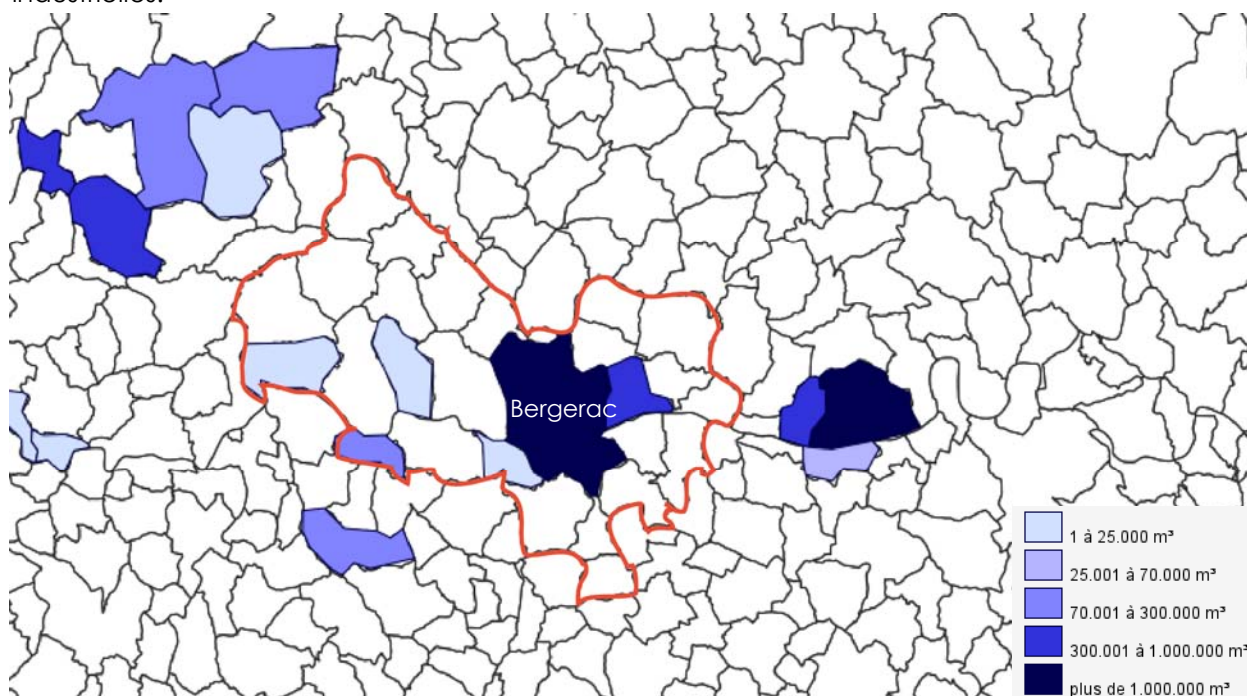 Bergerac
1 à 25.000 m³
25.001 à 70.000 m³
70.001 à 300.000 m³
300.001 à 1.000.000 m³
plus de 1.000.000 m³